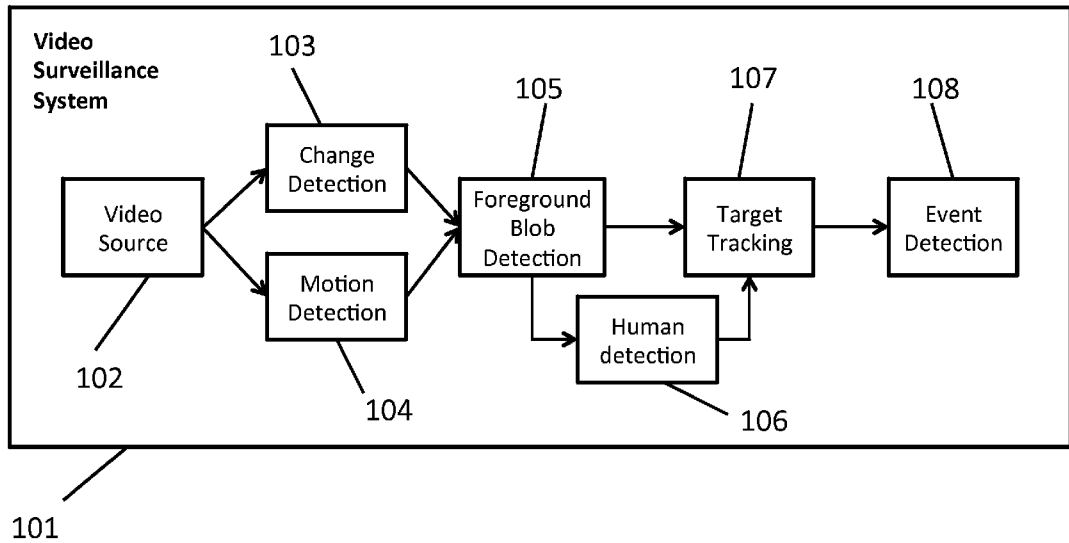 Video
Surveillance
System
103
Change
Detection
105
107
108
Video
Source
Foreground
Blob
Detection
Target
Tracking
Event
Detection
Motion
Detection
Human
detection
102
104
106
101